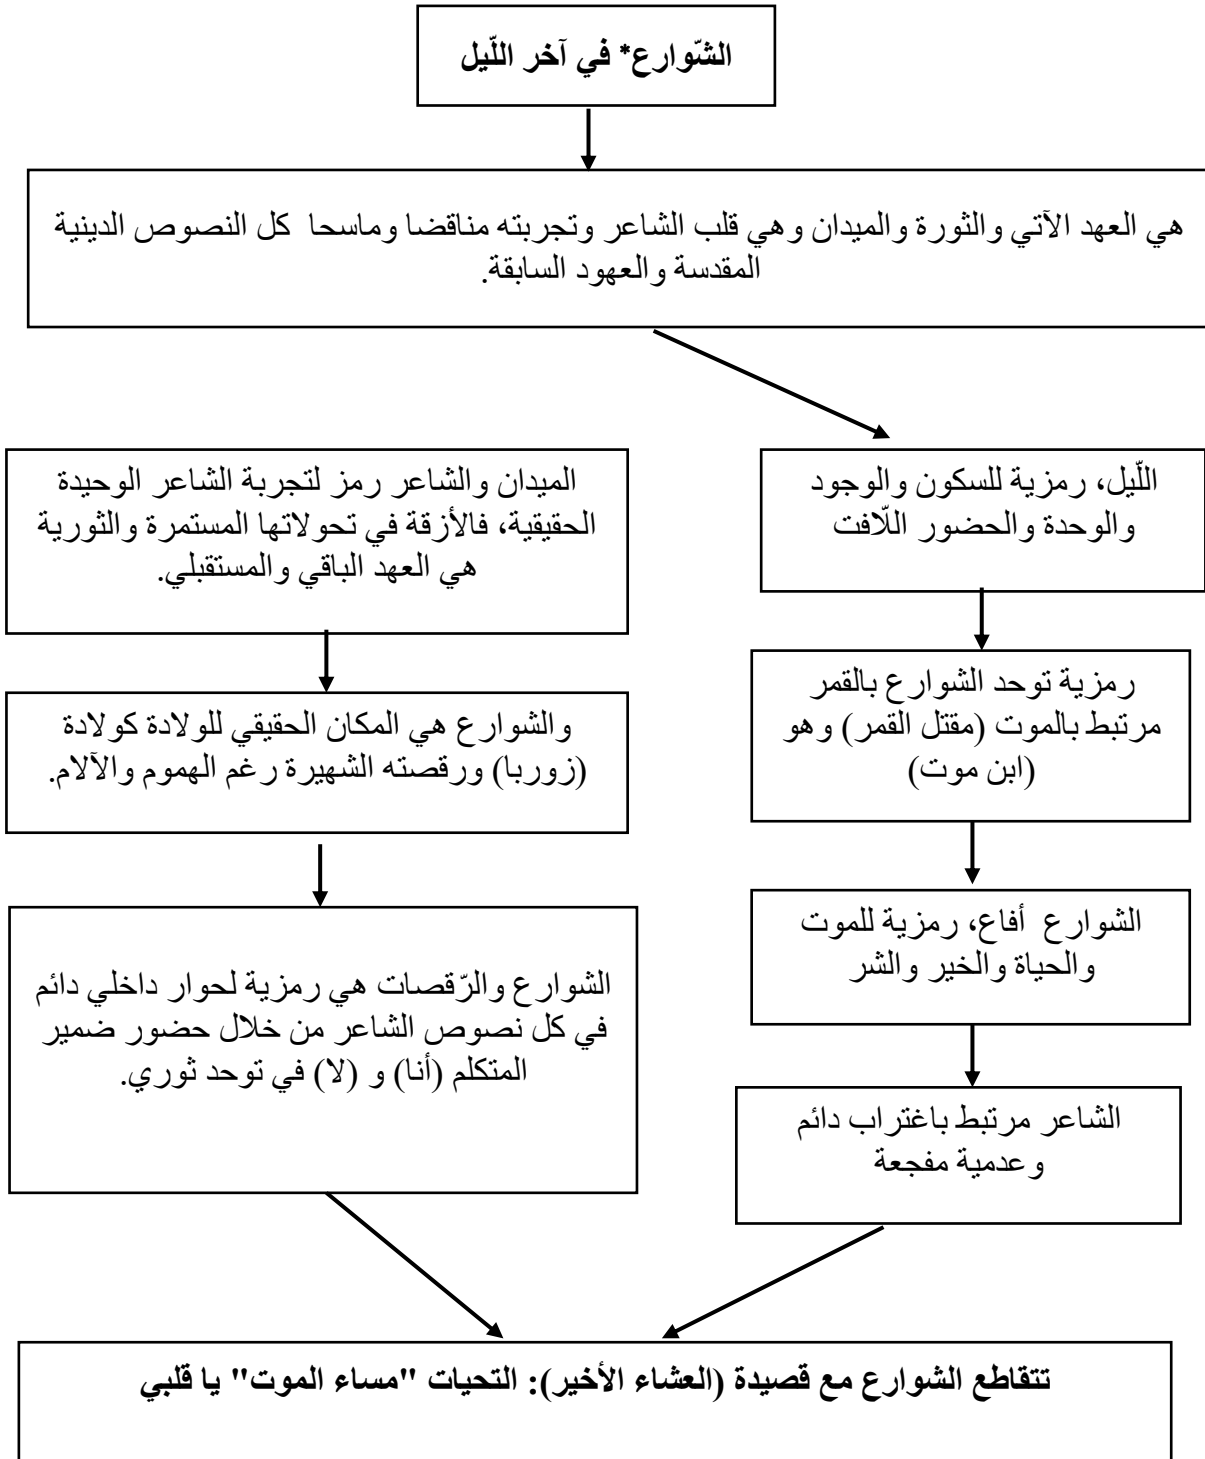 الشّوارع* في آخر اللّيل
هي العهد الآتي والثورة والميدان وهي قلب الشاعر وتجربته مناقضا وماسحا كل النصوص الدينية
المقدسة والعهود السابقة.
اللّيل، رمزية للسكون والوجود
والوحدة والحضور اللّافت
رمزية توحد الشوارع بالقمر
مرتبط بالموت (مقتل القمر) وهو
(ابن موت)
الشوارع أفاع، رمزية للموت
والحياة والخير والشر
الشاعر مرتبط باغتراب دائم
وعدمية مفجعة
الميدان والشاعر رمز لتجربة الشاعر الوحيدة
الحقيقية، فالأزقة في تحولاتها المستمرة والثورية
هي العهد الباقي والمستقبلي.
والشوارع هي المكان الحقيقي للولادة كولادة
(زوربا) ورقصته الشهيرة رغم الهموم والآلام.
الشوارع والرّقصات هي رمزية لحوار داخلي دائم
في كل نصوص الشاعر من خلال حضور ضمير
المتكلم (أنا) و (لا) في توحد ثوري.
تتقاطع الشوارع مع قصيدة (العشاء الأخير): التحيات "مساء الموت" يا قلبي